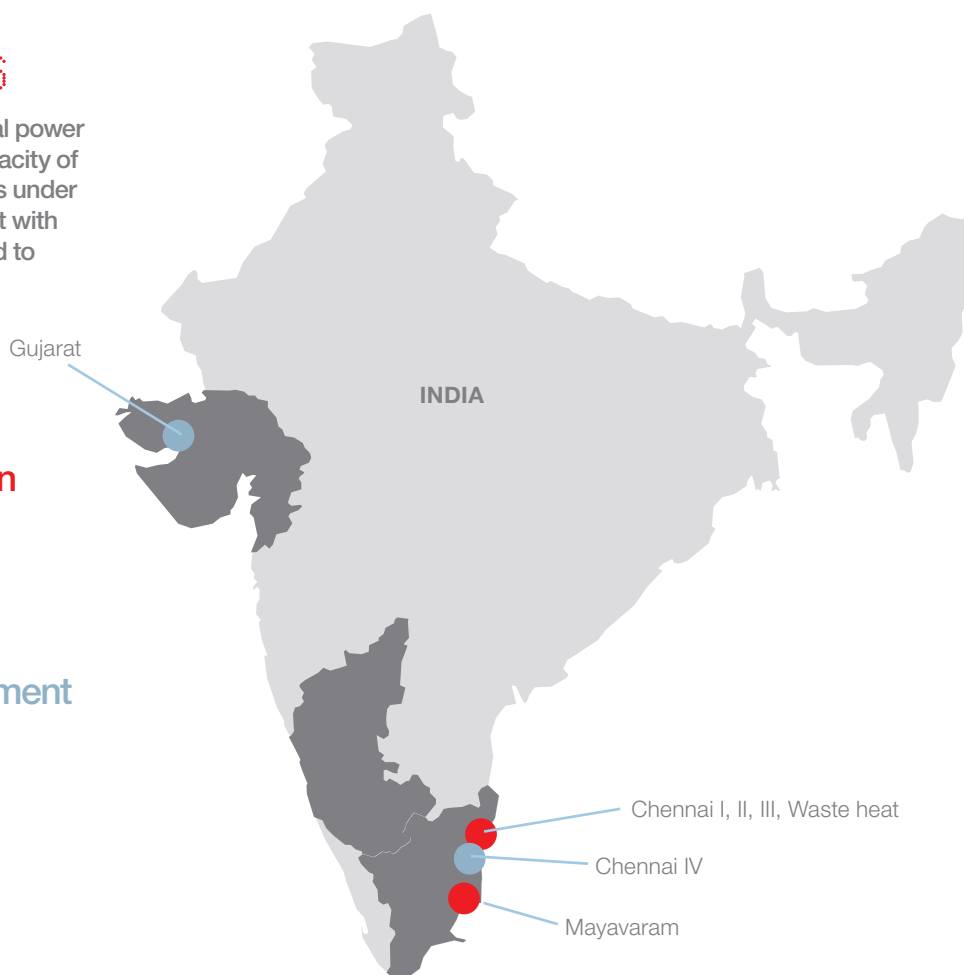 al power
acity of
s under
t with
d to
Gujarat
INDIA
n
ment
Chennai I, II, III, Waste heat
Chennai IV
Mayavaram